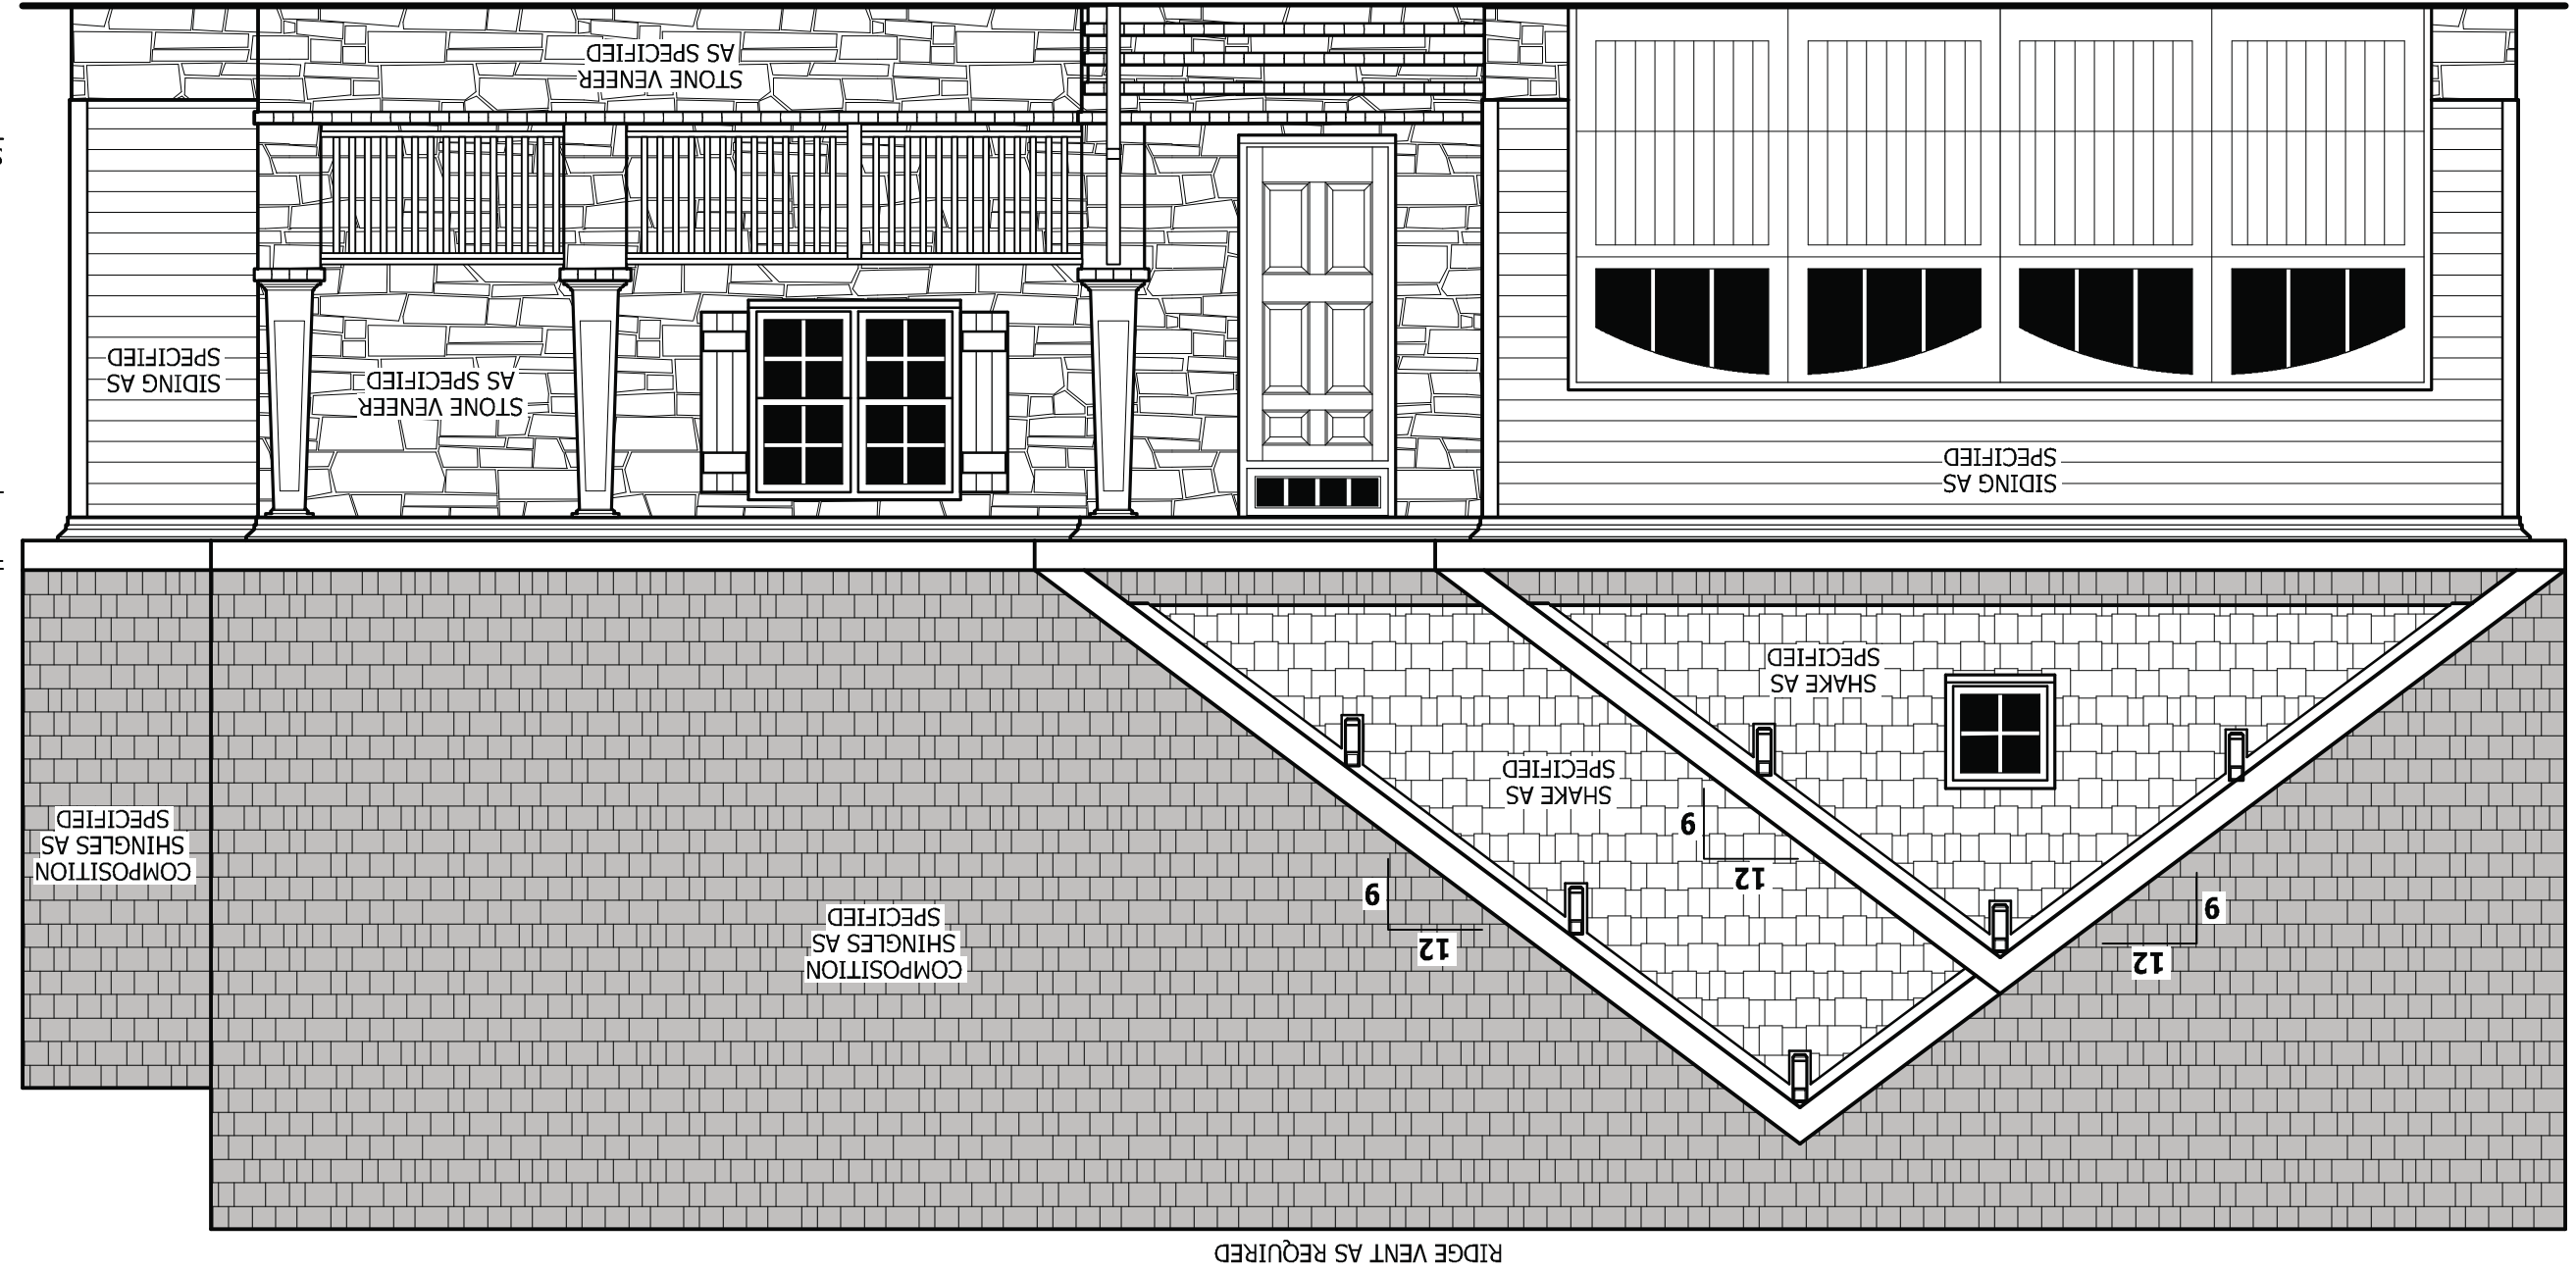 RIDGE VENT AS REQUIRED
12
9
12
9
12
9
COMPOSITION
SHINGLES AS
SPECIFIED
COMPOSITION
SHINGLES AS
SPECIFIED
SHAKE AS
SPECIFIED
SHAKE AS
SPECIFIED
SIDING AS
SPECIFIED
STONE VENEER
AS SPECIFIED
SIDING AS
SPECIFIED
STONE VENEER
AS SPECIFIED